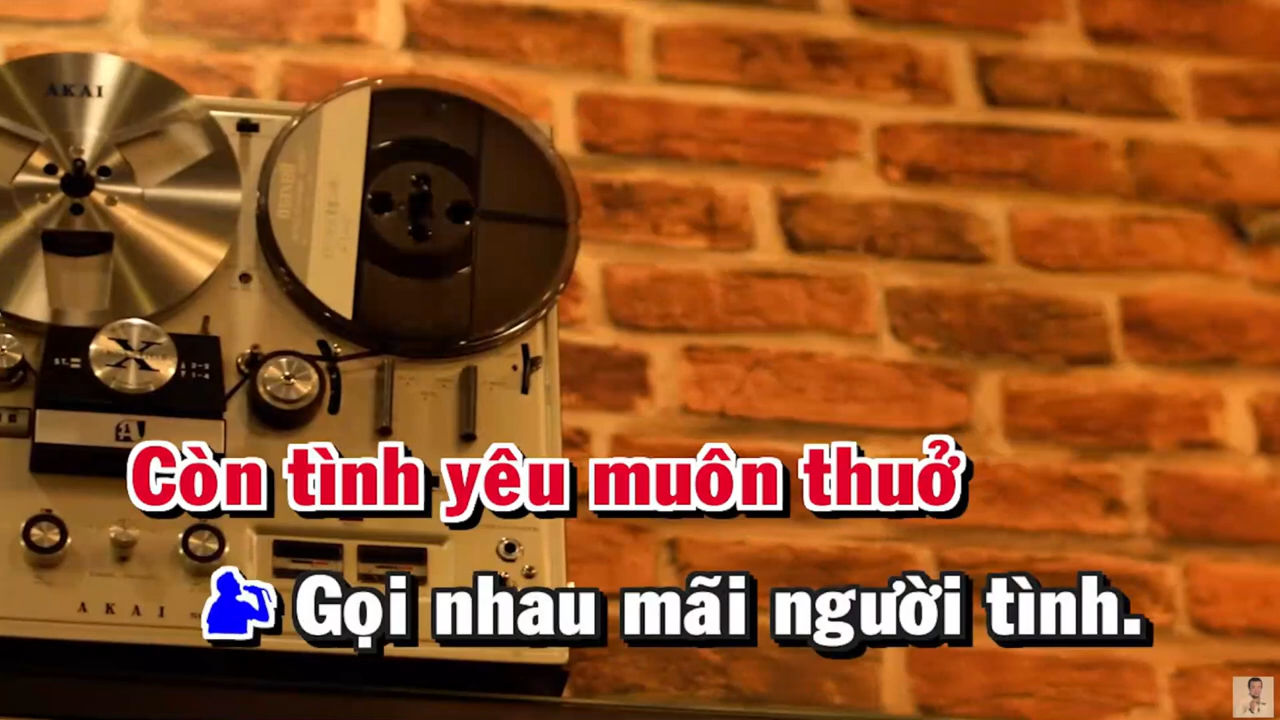 AKAI
X
Còn tình yêu muôn thuở
Gọi nhau mãi người tình.
AKAI